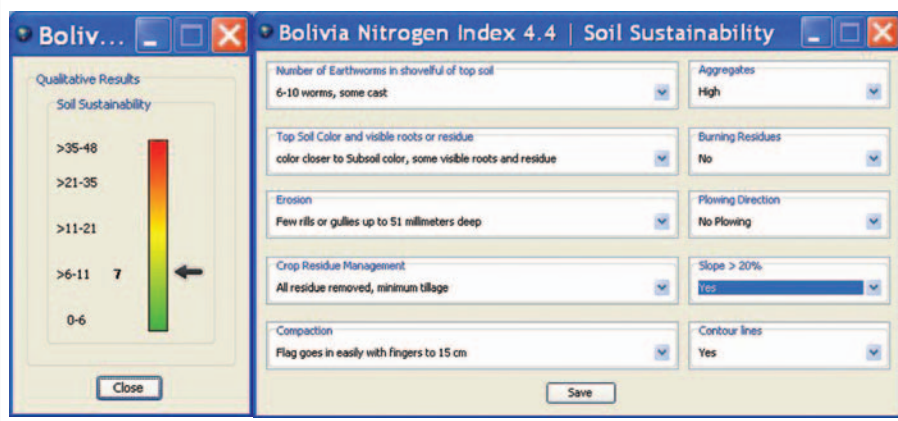 Boliv...
Qualitative Results
Soil Sustainability
>35-48
>21-35
>11-21
>6-11 7
0-6
Close
Bolivia Nitrogen Index 4.4 | Soil Sustainability
Number of Earthworms in shovelful of top soil
6-10 worms, some cast
Aggregates
High
Top Soil Color and visible roots or residue
color closer to Subsoil color, some visible roots and residue
Burning Residues
No
Erosion
Few rills or gullies up to 51 millimeters deep
Plowing Direction
No Plowing
Crop Residue Management
All residue removed, minimum tillage
Slope > 20%
Yes
Compaction
Flag goes in easily with fingers to 15 cm
Contour lines
Yes
Save